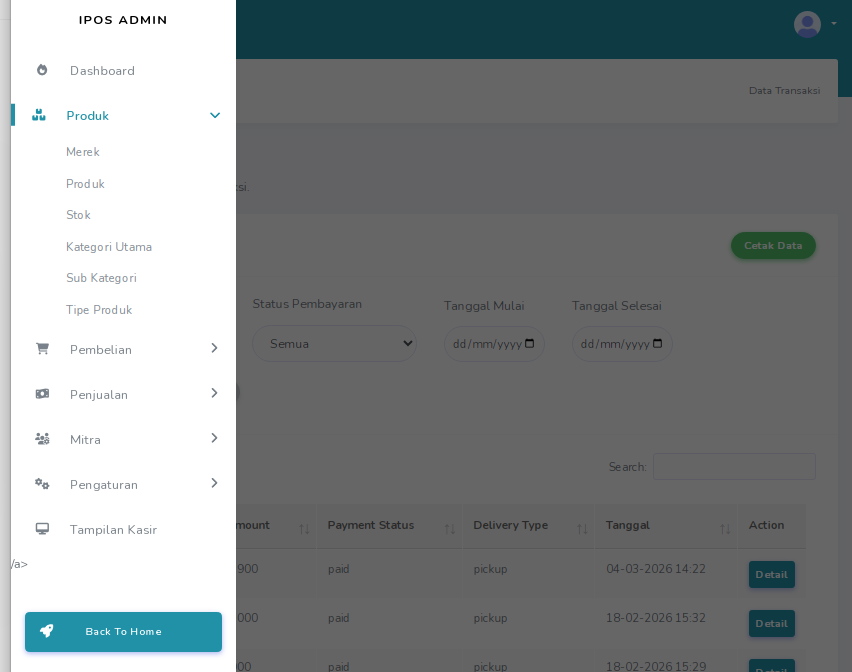 IPOS ADMIN
Dashboard
Produk
Merek
Produk
Stok
Kategori Utama
Sub Kategori
Tipe Produk
Pembelian
Penjualan
Mitra
Pengaturan
Tampilan Kasir
/a>
Back To Home
Data Transaksi
ksi.
Cetak Data
Status Pembayaran Tanggal Mulai Tanggal Selesai
Semua dd/mm/yyyy dd/mm/yyyy
Search:
mount Payment Status Delivery Type Tanggal Action
900 paid pickup 04-03-2026 14:22 Detail
000 paid pickup 18-02-2026 15:32 Detail
00 paid pickup 18-02-2026 15:29 Detail